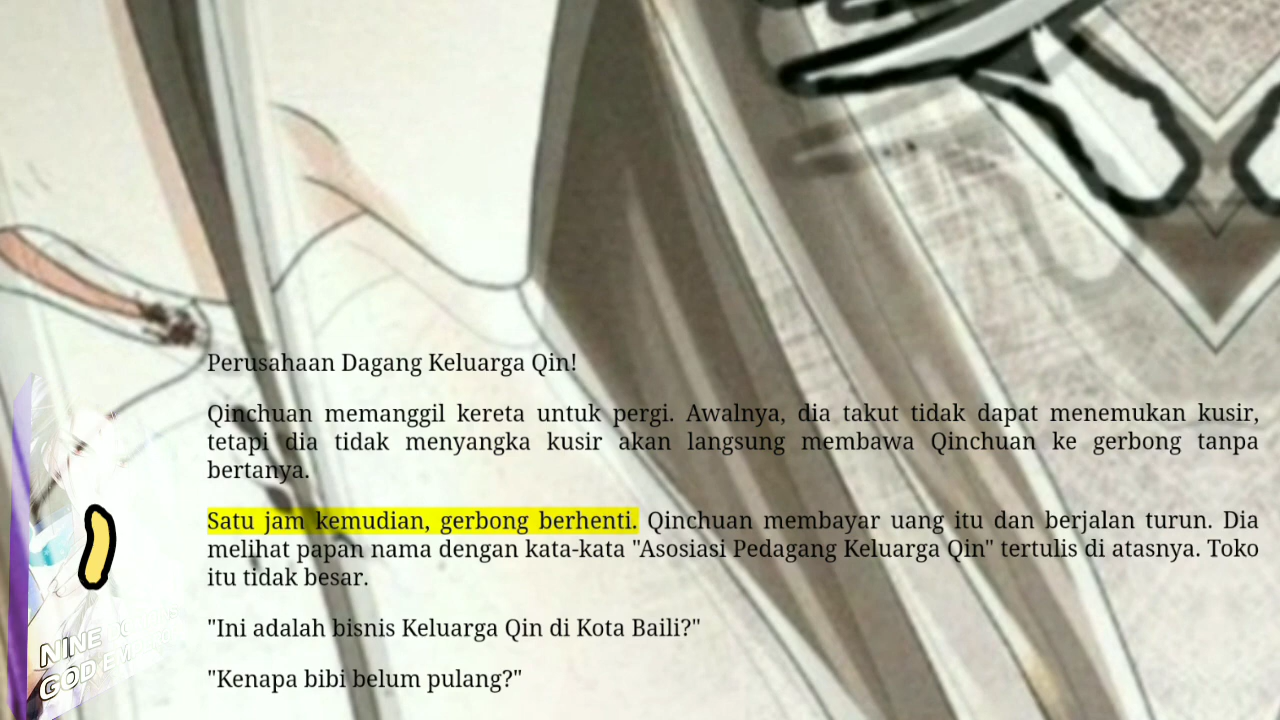 Perusahaan Dagang Keluarga Qin!
Qinchuan memanggil kereta untuk pergi. Awalnya, dia takut tidak dapat menemukan kusir,
tetapi dia tidak menyangka kusir akan langsung membawa Qinchuan ke gerbong tanpa
bertanya.
Satu jam kemudian, gerbong berhenti. Qinchuan membayar uang itu dan berjalan turun. Dia
melihat papan nama dengan kata-kata "Asosiasi Pedagang Keluarga Qin" tertulis di atasnya. Toko
itu tidak besar.
"Ini adalah bisnis Keluarga Qin di Kota Baili?"
"Kenapa bibi belum pulang?"
NINE
GOD